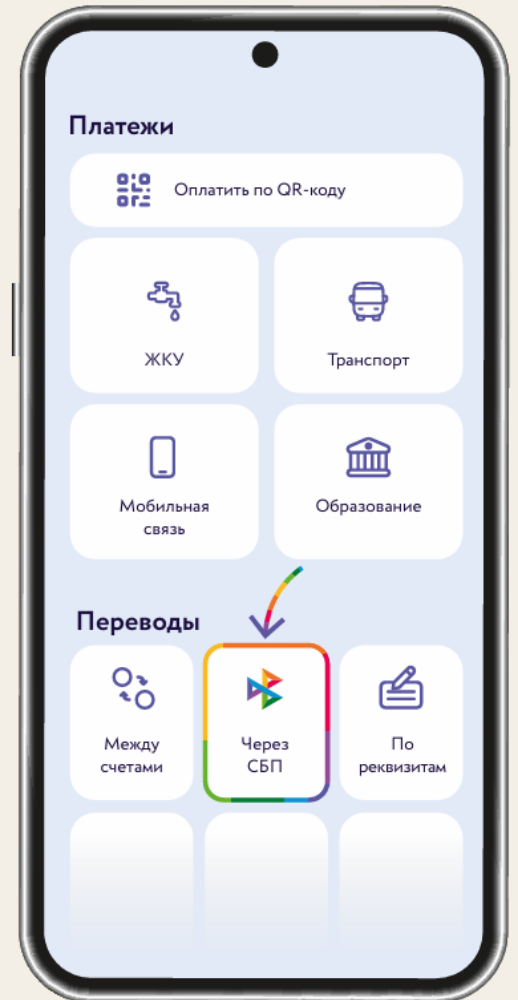 Платежи
Оплатить по QR-коду
ЖКУ
Транспорт
Мобильная
связь
Образование
Переводы
Между
счетами
Через
СБП
По
реквизитам